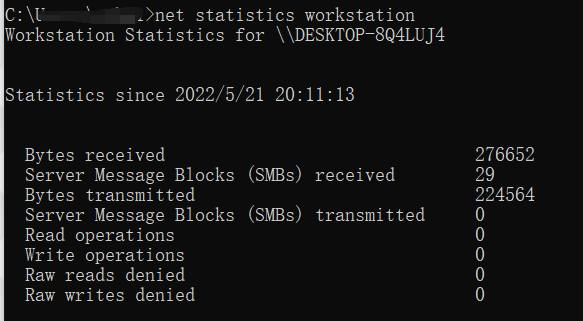 C:\U>net statistics workstation
Workstation Statistics for \\DESKTOP-8Q4LUJ4
Statistics since 2022/5/21 20:11:13
Bytes received 276652
Server Message Blocks (SMBs) received 29
Bytes transmitted 224564
Server Message Blocks (SMBs) transmitted 0
Read operations 0
Write operations 0
Raw reads denied 0
Raw writes denied 0